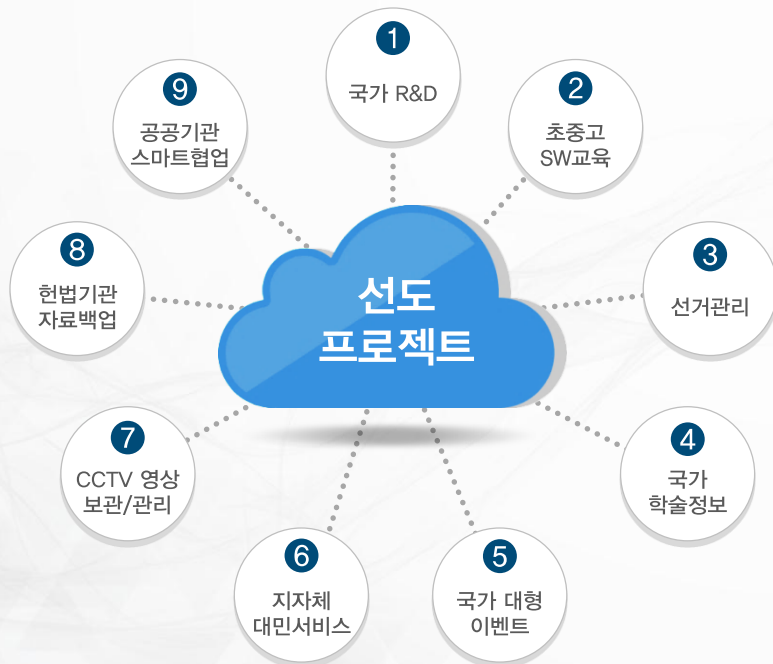 선도
프로젝트
1
국가 R&D
2
초중고
SW교육
3
선거관리
4
국가
학술정보
5
국가 대형
이벤트
6
지자체
대민서비스
7
CCTV 영상
보관/관리
8
헌법기관
자료백업
9
공공기관
스마트협업